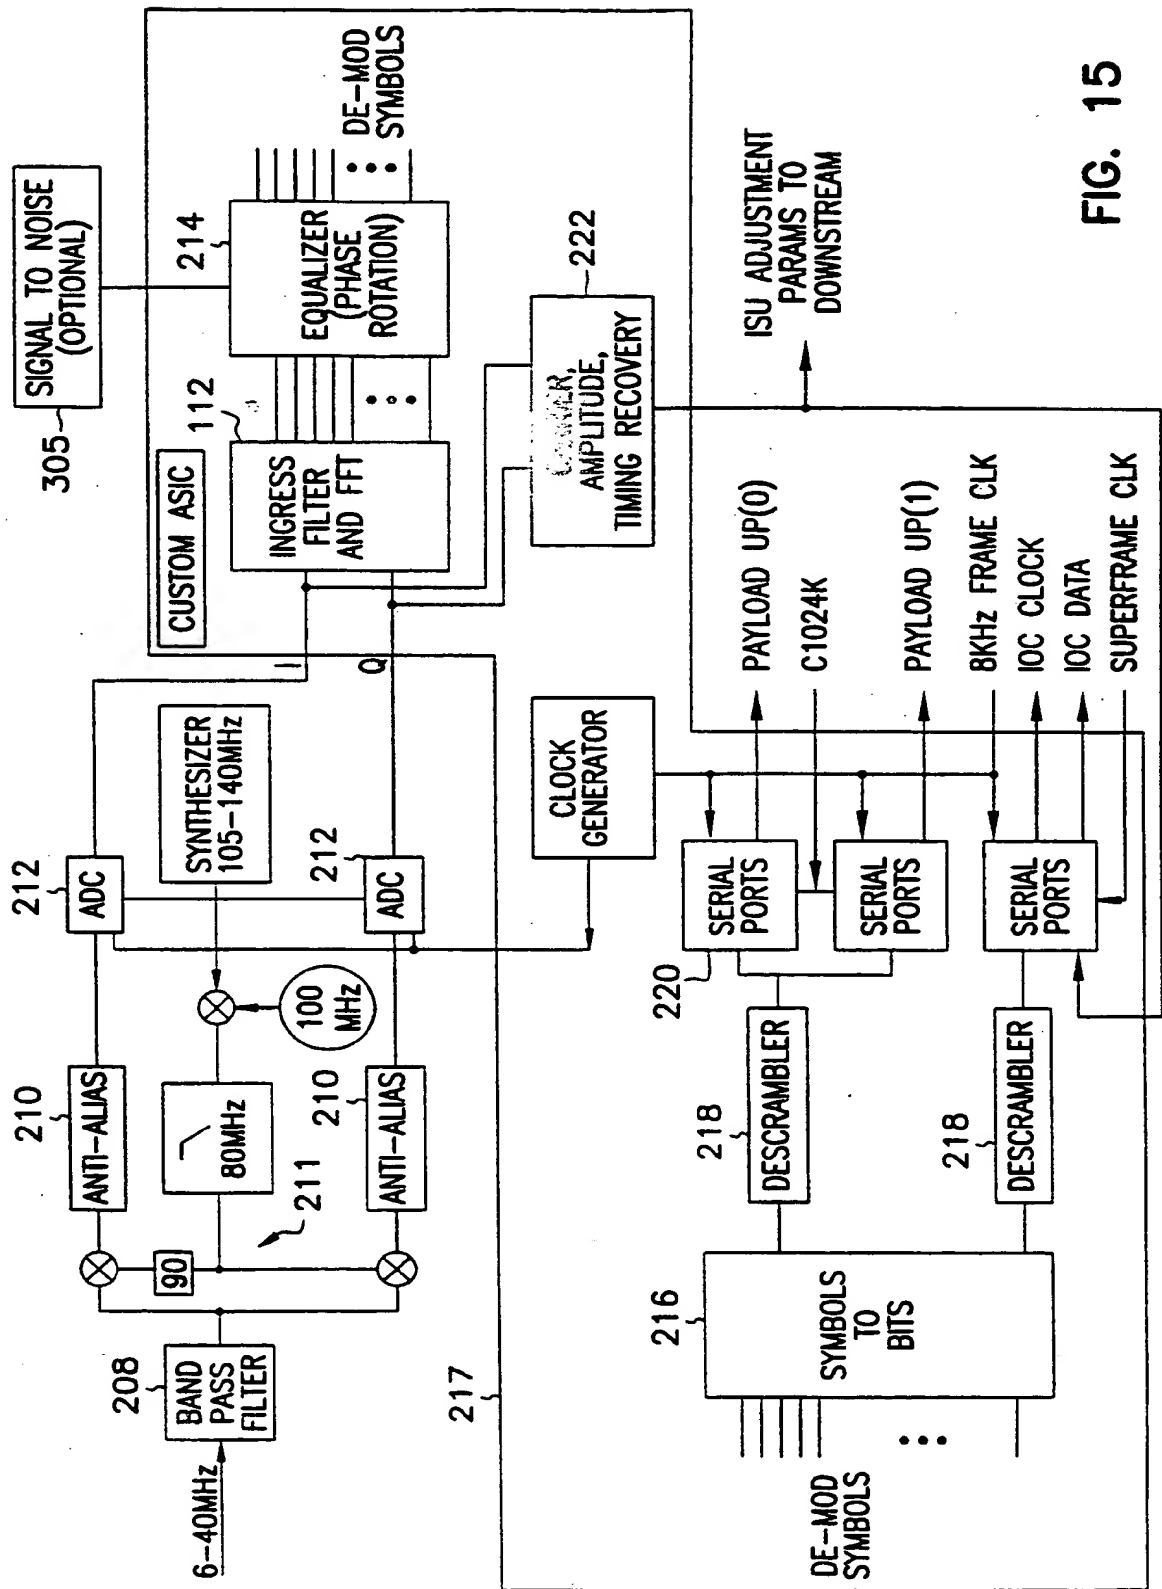 6-40MHz
208
BAND
PASS
FILTER
90
211
210
ANTI-ALIAS
80MHz
210
ANTI-ALIAS
100
MHz
212
ADC
212
ADC
SYNTHESIZER
105-140MHz
I
Q
CUSTOM ASIC
305
SIGNAL TO NOISE
(OPTIONAL)
112
INGRESS
FILTER
AND FFT
214
EQUALIZER
(PHASE
ROTATION)
DE-MOD
SYMBOLS
222
AMPLITUDE,
TIMING RECOVERY
ISU ADJUSTMENT
PARAMS TO
DOWNSTREAM
217
CLOCK
GENERATOR
DE-MOD
SYMBOLS
216
SYMBOLS
TO
BITS
218
DESCRAMBLER
218
DESCRAMBLER
220
SERIAL
PORTS
SERIAL
PORTS
SERIAL
PORTS
PAYLOAD UP(0)
C1024K
PAYLOAD UP(1)
8KHz FRAME CLK
IOC CLOCK
IOC DATA
SUPERFRAME CLK
FIG. 15